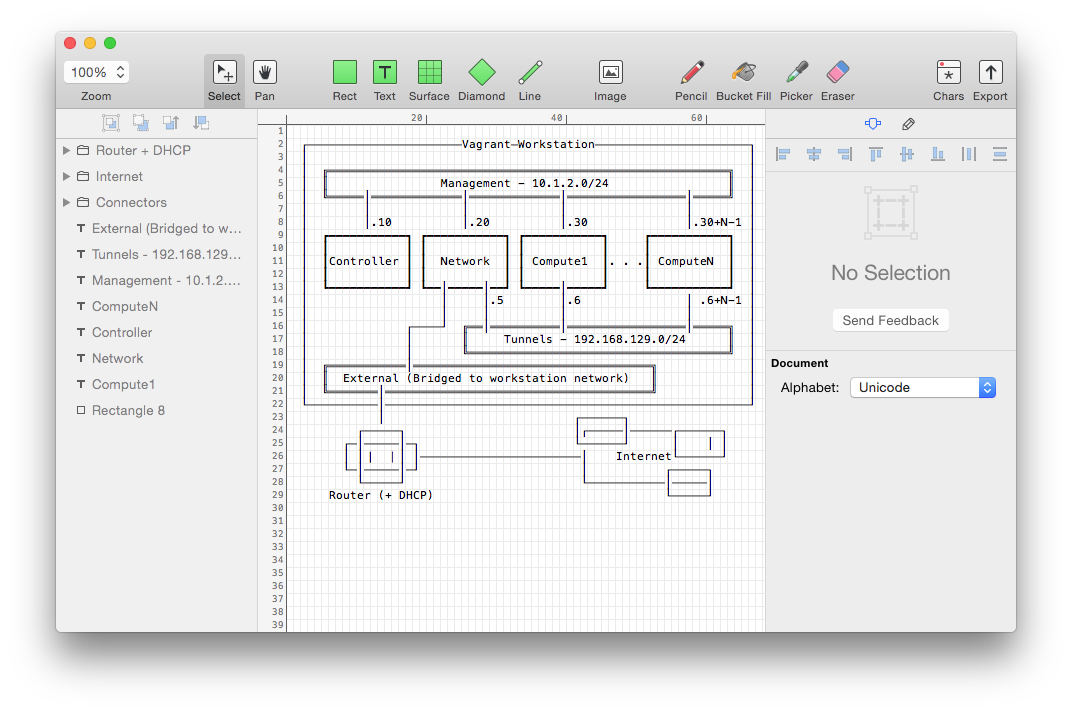 100%
Zoom
Select
Pan
Rect
Text
Surface
Diamond
Line
Image
Pencil
Bucket Fill
Picker
Eraser
Chars
Export
Router + DHCP
Internet
Connectors
T External (Bridged to w...
T Tunnels - 192.168.129...
T Management - 10.1.2....
T ComputeN
T Controller
T Network
T Compute1
Rectangle 8
20
40
60
1
2
3
4
5
6
7
8
9
10
11
12
13
14
15
16
17
18
19
20
21
22
23
24
25
26
27
28
29
30
31
32
33
34
35
36
37
38
39
Vagrant Workstation
Management - 10.1.2.0/24
.10
.20
.30
.30+N-1
Controller
Network
Compute1
. . .
ComputeN
.5
.6
.6+N-1
Tunnels - 192.168.129.0/24
External (Bridged to workstation network)
Internet
Router (+ DHCP)
No Selection
Send Feedback
Document
Alphabet: Unicode